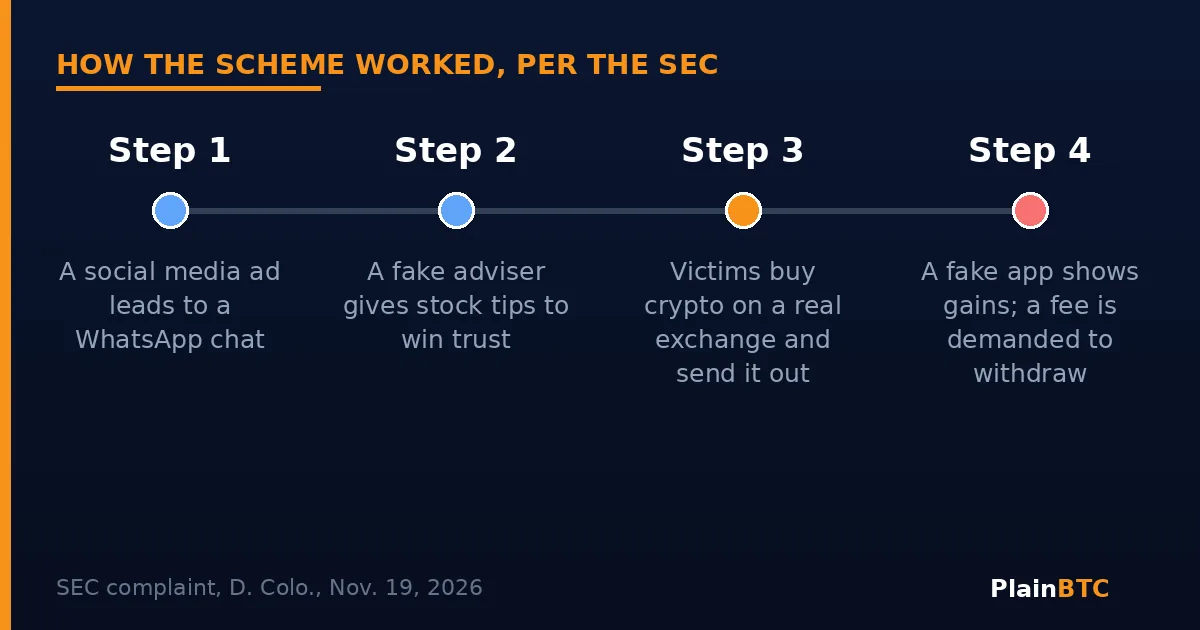 HOW THE SCHEME WORKED, PER THE SEC
Step 1
A social media ad
leads to a
WhatsApp chat
Step 2
A fake adviser
gives stock tips to
win trust
Step 3
Victims buy
crypto on a real
exchange and
send it out
Step 4
A fake app shows
gains; a fee is
demanded to
withdraw
SEC complaint, D. Colo., Nov. 19, 2026
PlainBTC